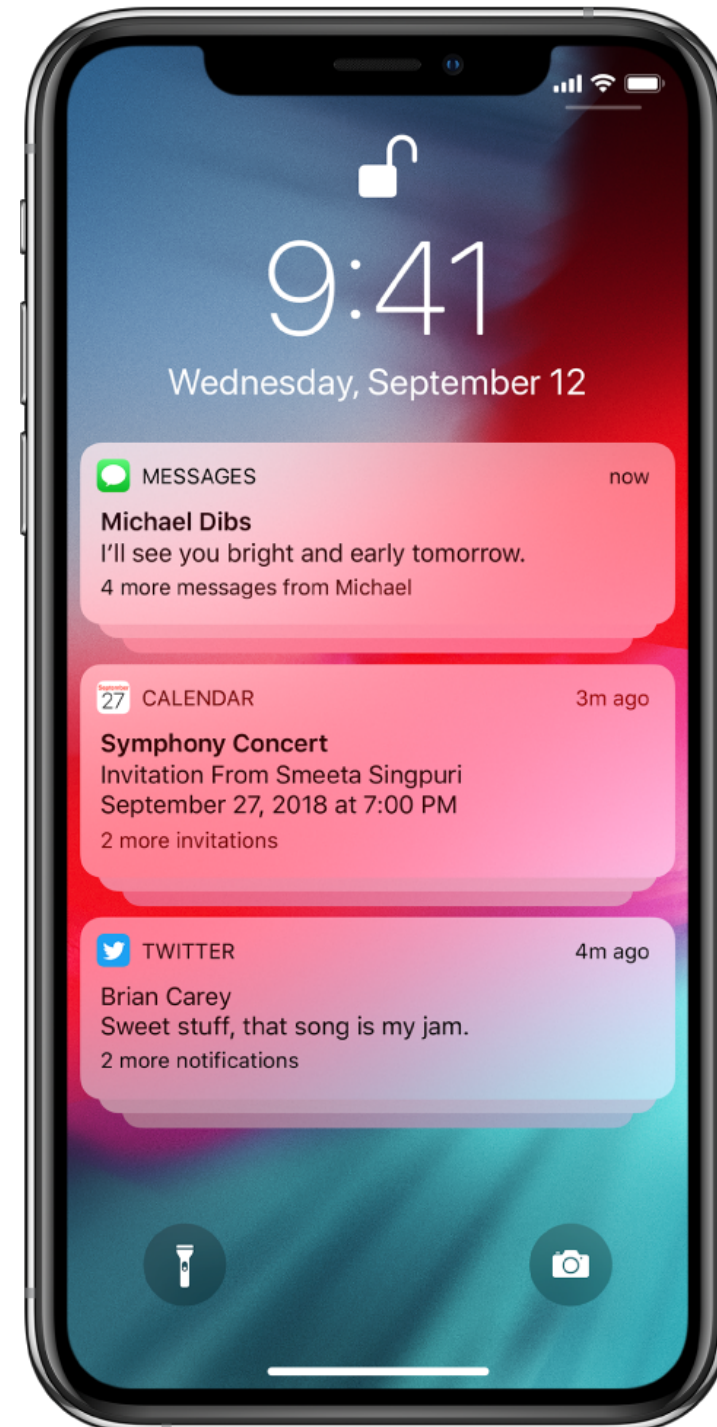 9:41
Wednesday, September 12
MESSAGES now
Michael Dibs
I’ll see you bright and early tomorrow.
4 more messages from Michael
September
27 CALENDAR 3m ago
Symphony Concert
Invitation From Smeeta Singpuri
September 27, 2018 at 7:00 PM
2 more invitations
TWITTER 4m ago
Brian Carey
Sweet stuff, that song is my jam.
2 more notifications